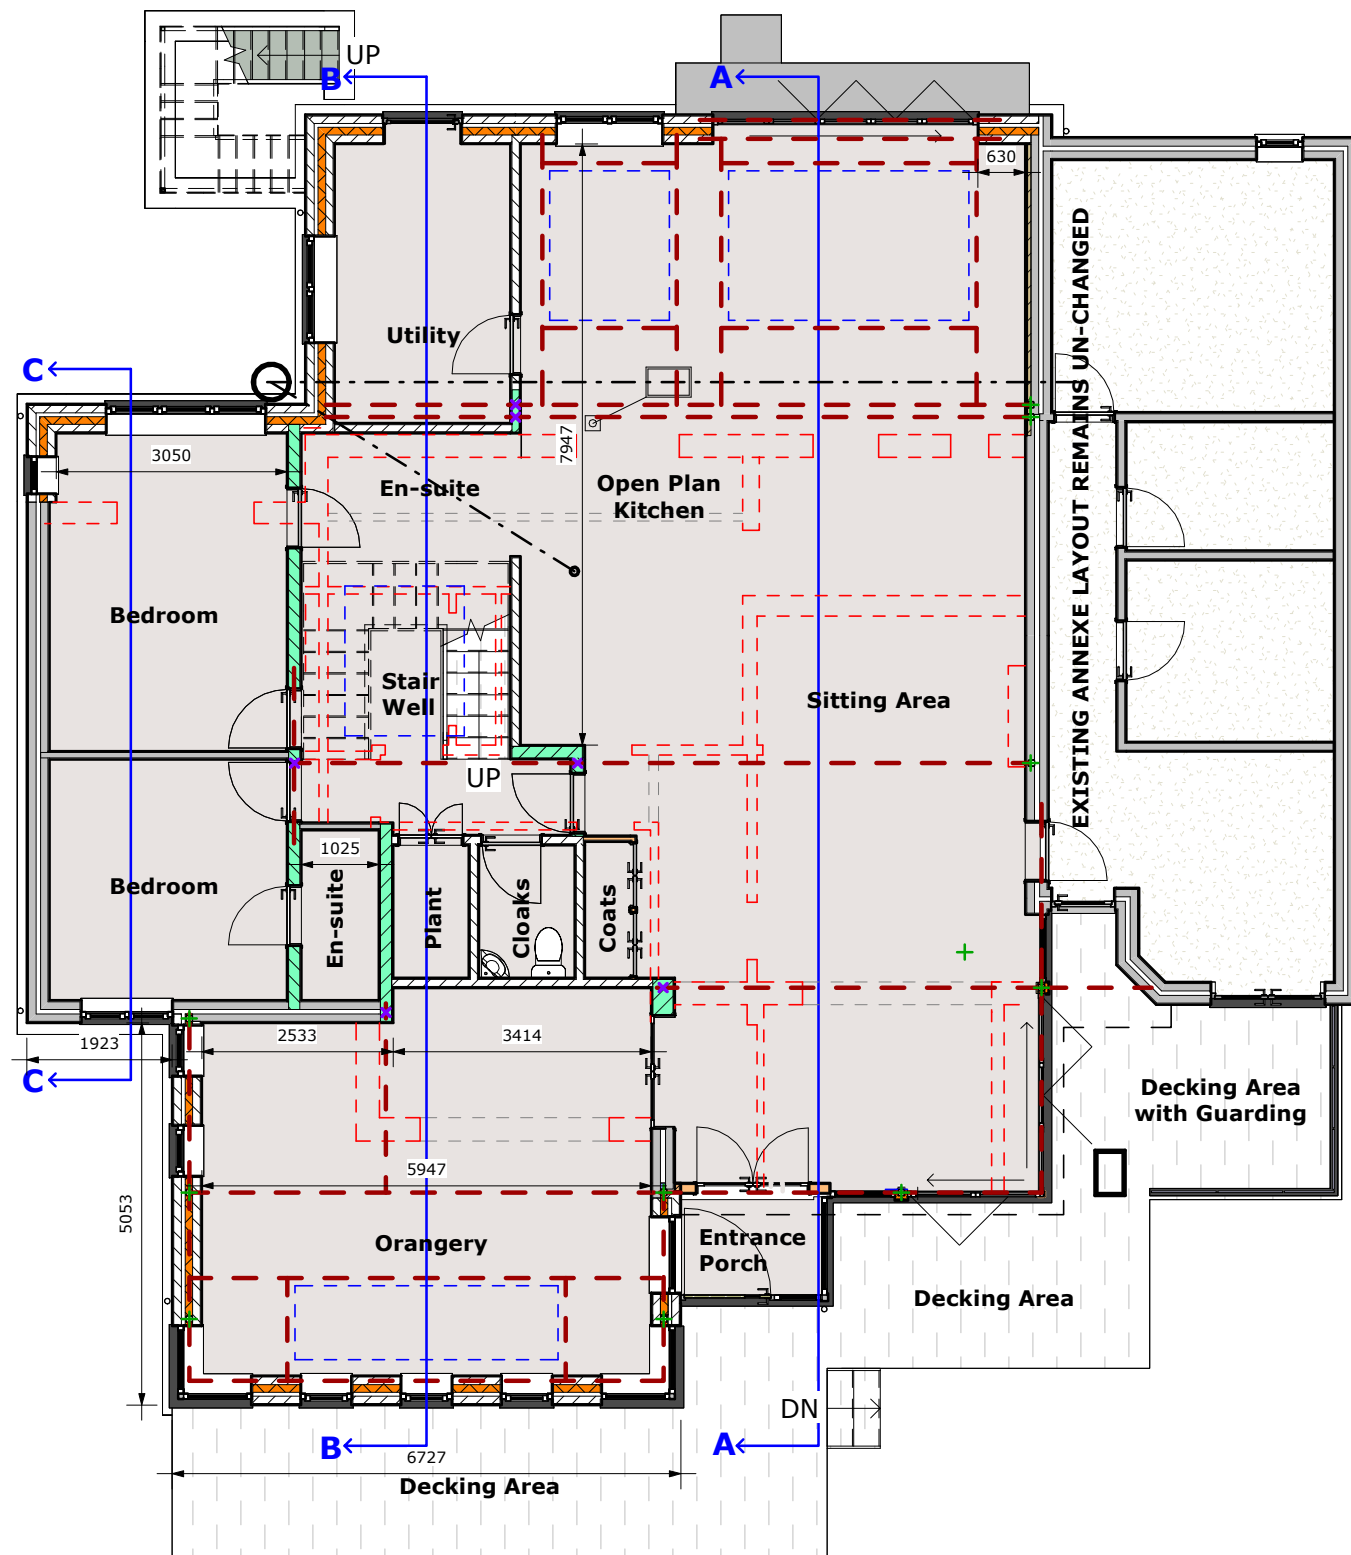 UP
B
A
630
EXISTING ANNEXE LAYOUT REMAINS UN-CHANGED
Utility
C
7947
3050
En-suite
Open Plan
Kitchen
Bedroom
Stair
Well
Sitting Area
UP
1025
Bedroom
En-suite
Plant
Cloaks
Coats
1923
2533
3414
C
Decking Area
with Guarding
5947
5053
Orangery
Entrance
Porch
Decking Area
DN
B
A
6727
Decking Area